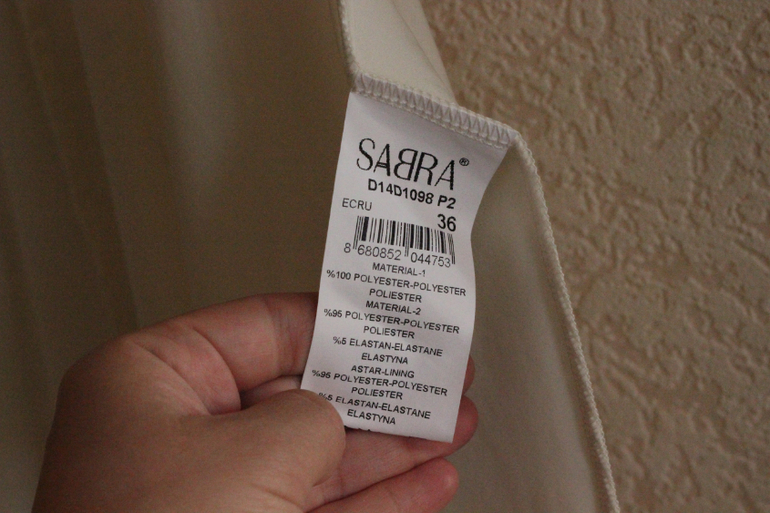 SABRA®
D14D1098 P2
ECRU
36
8 680852 044753
MATERIAL-1
%100 POLYESTER-POLYESTER
POLIESTER
MATERIAL-2
%95 POLYESTER-POLYESTER
POLIESTER
%5 ELASTAN-ELASTANE
ELASTYNA
ASTAR-LINING
%95 POLYESTER-POLYESTER
POLIESTER
%5 ELASTAN-ELASTANE
ELASTYNA